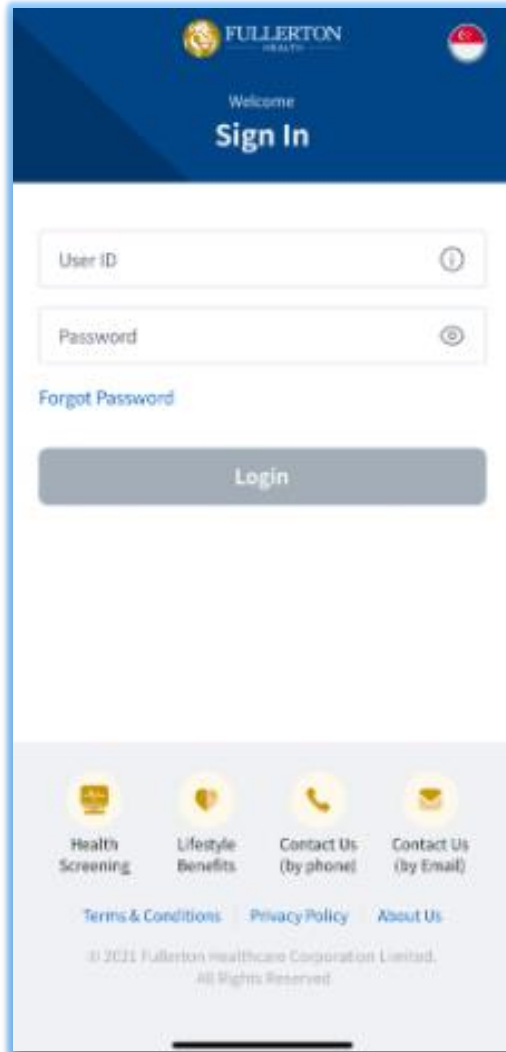 FULLERTON
HEALTH
Welcome
Sign In
User ID
Password
Forgot Password
Login
Health
Screening
Lifestyle
Benefits
Contact Us
(by phone)
Contact Us
(by Email)
Terms & Conditions
Privacy Policy
About Us
© 2021 Fullerton Healthcare Corporation Limited.
All Rights Reserved